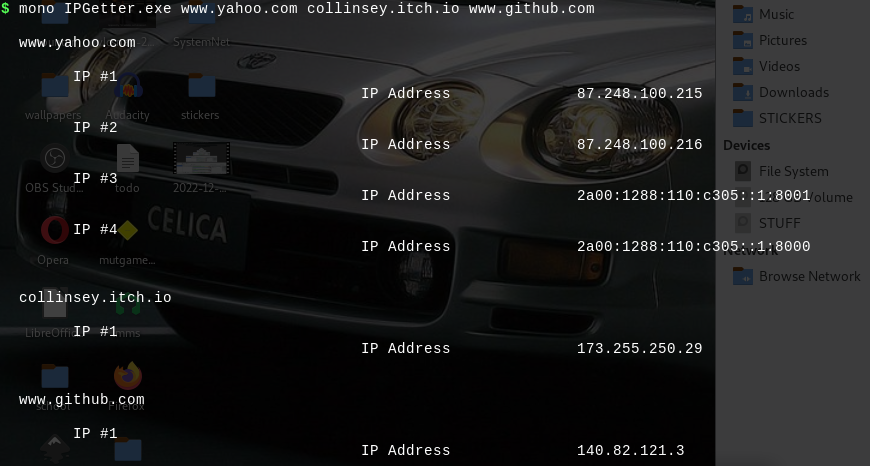 $ mono IPGetter.exe www.yahoo.com collinsey.itch.io www.github.com
SystemNet
Music
www.yahoo.com
Pictures
Videos
IP #1
IP Address 87.248.100.215
Downloads
wallpapers Audacity stickers
STICKERS
IP #2
IP Address 87.248.100.216
Devices
File System
IP #3
OBS Stud... todo 2022-12-...
IP Address 2a00:1288:110:c305::1:8001
Volume
CELICA
STUFF
IP #4
IP Address 2a00:1288:110:c305::1:8000
Network
Opera mutgame...
Browse Network
collinsey.itch.io
IP #1
LibreOffi... lmms
IP Address 173.255.250.29
www.github.com
school Firefox
IP #1
IP Address 140.82.121.3